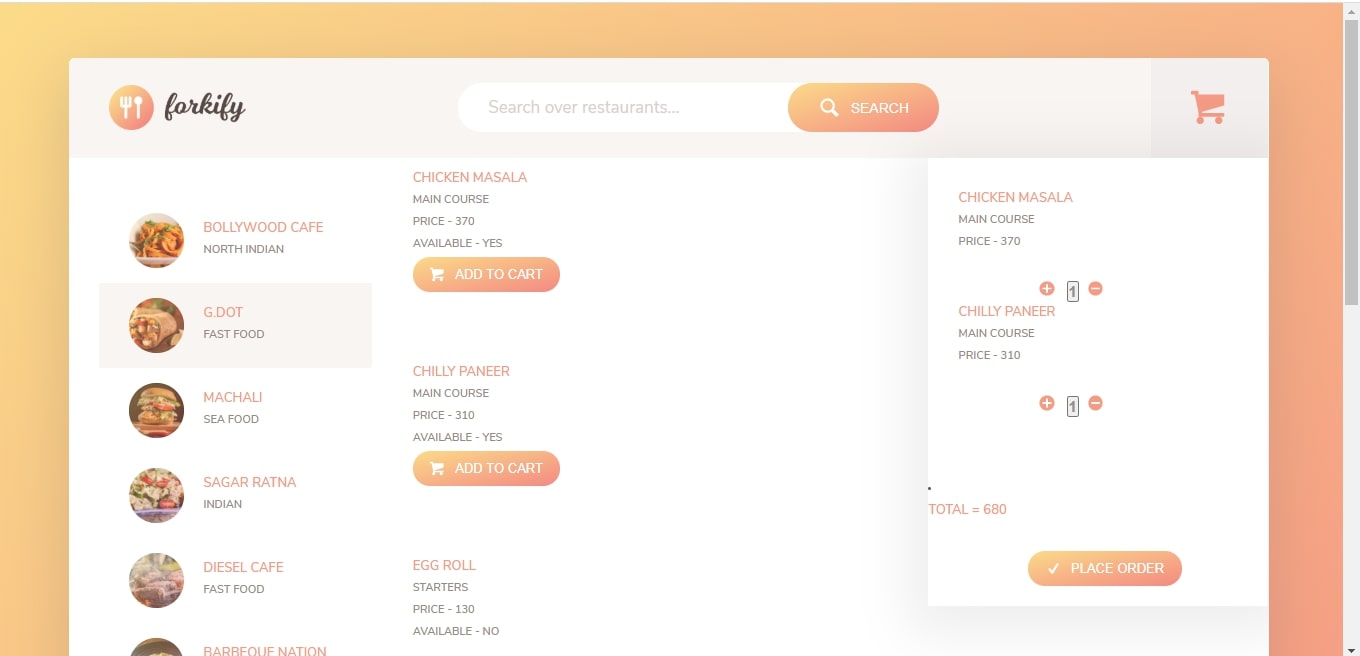 forkify
Search over restaurants...
SEARCH
BOLLYWOOD CAFE
NORTH INDIAN
G.DOT
FAST FOOD
MACHALI
SEA FOOD
SAGAR RATNA
INDIAN
DIESEL CAFE
FAST FOOD
BARBEQUE NATION
CHICKEN MASALA
MAIN COURSE
PRICE - 370
AVAILABLE - YES
ADD TO CART
CHILLY PANEER
MAIN COURSE
PRICE - 310
AVAILABLE - YES
ADD TO CART
EGG ROLL
STARTERS
PRICE - 130
AVAILABLE - NO
CHICKEN MASALA
MAIN COURSE
PRICE - 370
1
CHILLY PANEER
MAIN COURSE
PRICE - 310
1
TOTAL = 680
PLACE ORDER